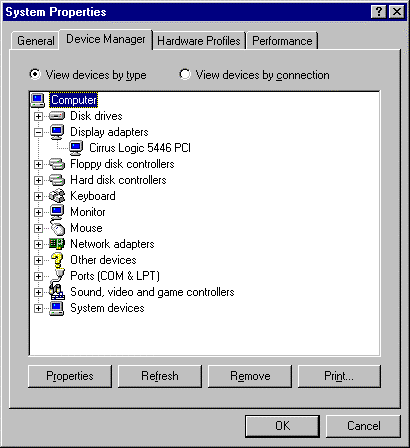 System Properties
General Device Manager Hardware Profiles Performance
View devices by type View devices by connection
Computer
Disk drives
Display adapters
Cirrus Logic 5446 PCI
Floppy disk controllers
Hard disk controllers
Keyboard
Monitor
Mouse
Network adapters
Other devices
Ports (COM & LPT)
Sound, video and game controllers
System devices
Properties Refresh Remove Print...
OK Cancel